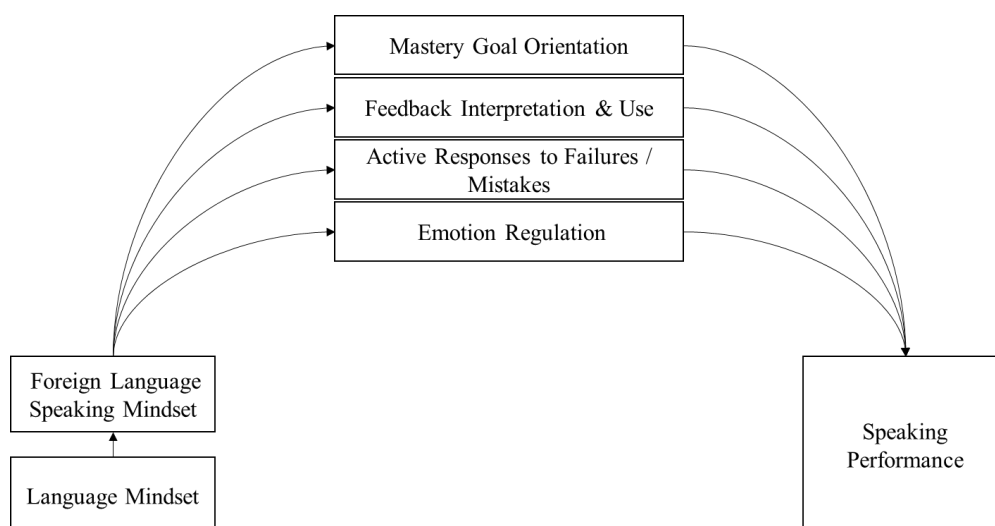 Mastery Goal Orientation
Feedback Interpretation & Use
Active Responses to Failures /
Mistakes
Emotion Regulation
Foreign Language
Speaking Mindset
Language Mindset
Speaking
Performance